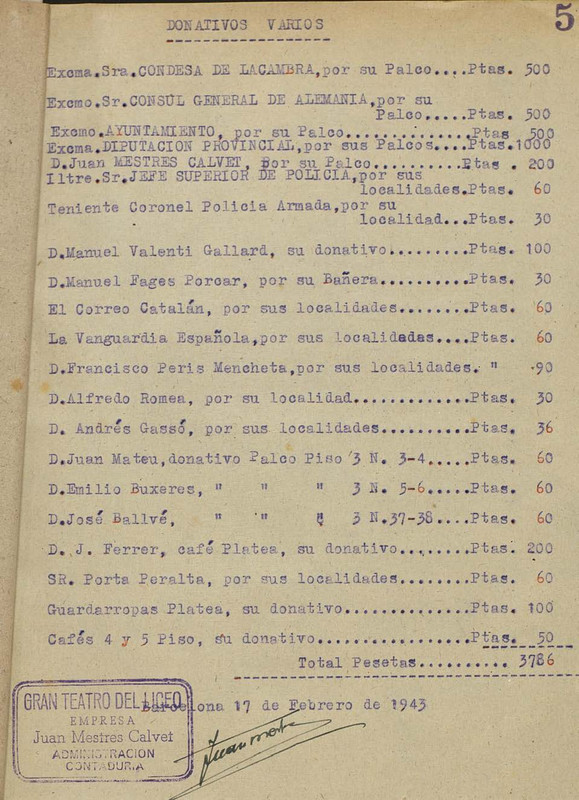 5
DONATIVOS VARIOS
Excma.Sra.CONDESA DE LACAMBRA,por su Palco....Ptas. 500
Excmo.Sr.CONSUL GENERAL DE ALEMANIA,por su
Palco.....Ptas. 500
Excmo.AYUNTAMIENTO, por su Palco..............Ptas 500
Excma.DIPUTACION PROVINCIAL,por sus Palcos....Ptas.1000
D.Juan MESTRES CALVET, por su Palco..........Ptas . 200
Iltre.Sr.JEFE SUPERIOR DE POLICIA,por sus
localidades.Ptas. 60
Teniente Coronel Policia Armada,por su
localidad...Ptas. 30
D.Manuel Valenti Gallard, su donativo.........Ptas. 100
D.Manuel Fages Porcar, por su Bañera..........Ptas. 30
El Correo Catalán, por sus localidades........Ptas. 60
La Vanguardia Española,por sus localidades....Ptas. 60
D.Francisco Peris Mencheta,por sus localidades. " 90
D.Alfredo Romea, por su localidad.............Ptas. 30
D. Andrés Gassó, por sus localidades..........Ptas. 36
D.Juan Mateu,donativo Palco Piso 3 N. 3-4.....Ptas. 60
D.Emilio Buxeres, " " " 3 N. 5-6.....Ptas. 60
D.José Ballvé, " " " 3 N.37-38....Ptas. 60
D. J. Ferrer, café Platea, su donativo........Ptas. 200
SR. Porta Peralta, por sus localidades........Ptas. 60
Guardarropas Platea, su donativo..............Ptas. 100
Cafés 4 y 5 Piso, su donativo.................Ptas. 50
Total Pesetas.......... 3786
Barcelona 17 de Febrero de 1943
GRAN TEATRO DEL LICEO
EMPRESA
Juan Mestres Calvet
ADMINISTRACION
CONTADURIA